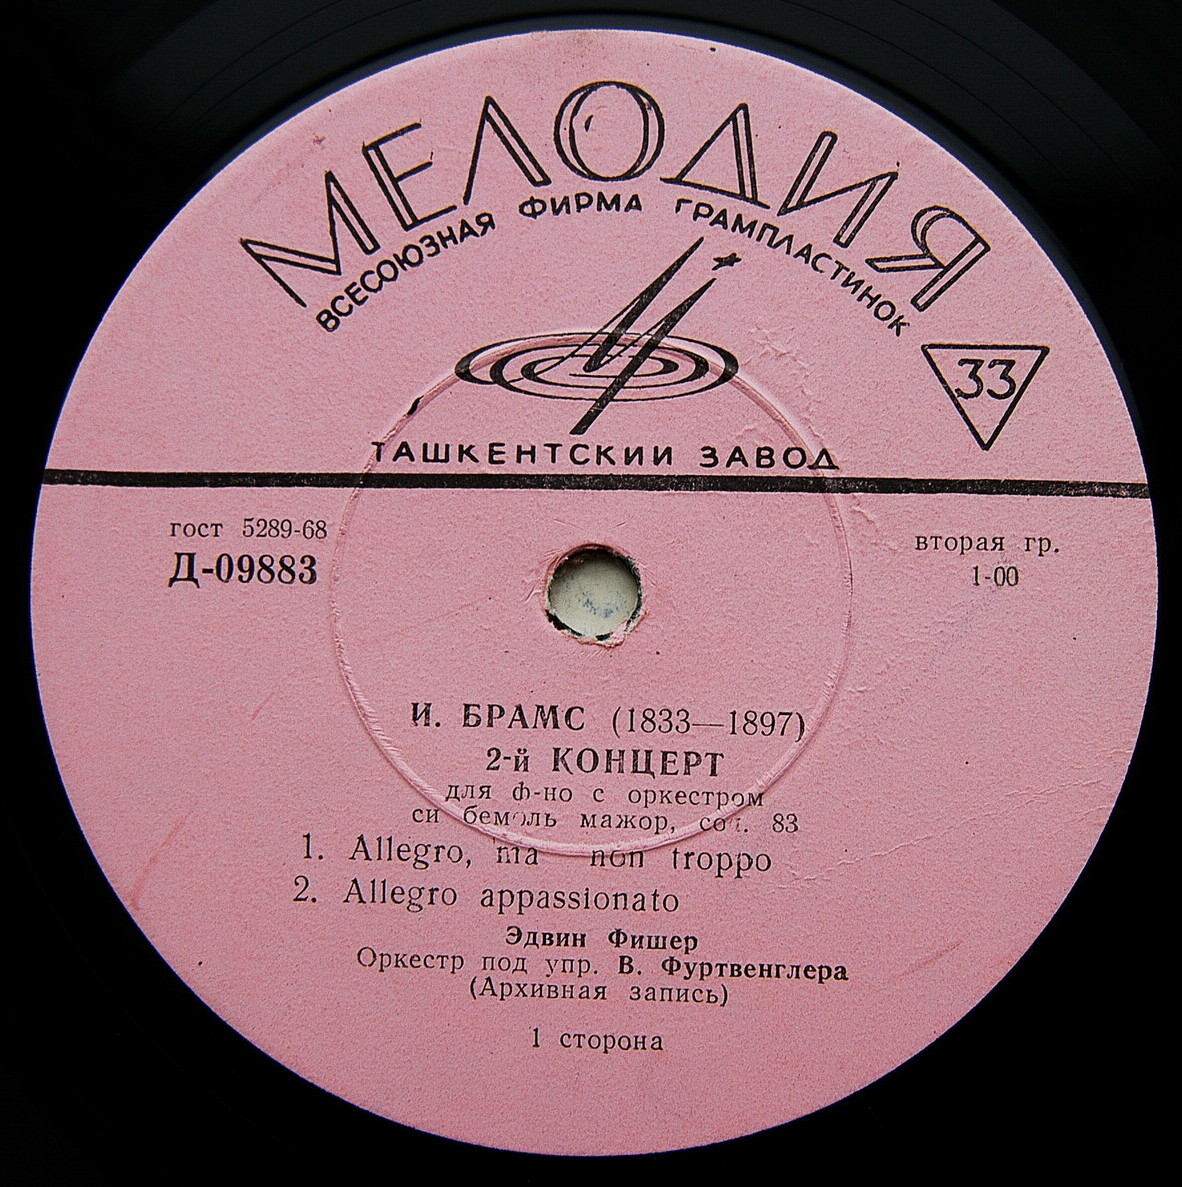 МЕЛОДИЯ
ВСЕСОЮЗНАЯ ФИРМА ГРАМПЛАСТИНОК
33
ТАШКЕНТСКИИ ЗАВОД
гост 5289-68
Д-09883
вторая гр.
1-00
И. БРАМС (1833—1897)
2-й КОНЦЕРТ
для ф-но с оркестром
си бемоль мажор, соч. 83
1. Allegro, ma non troppo
2. Allegro appassionato
Эдвин Фишер
Оркестр под упр. В. Фуртвенглера
(Архивная запись)
1 сторона